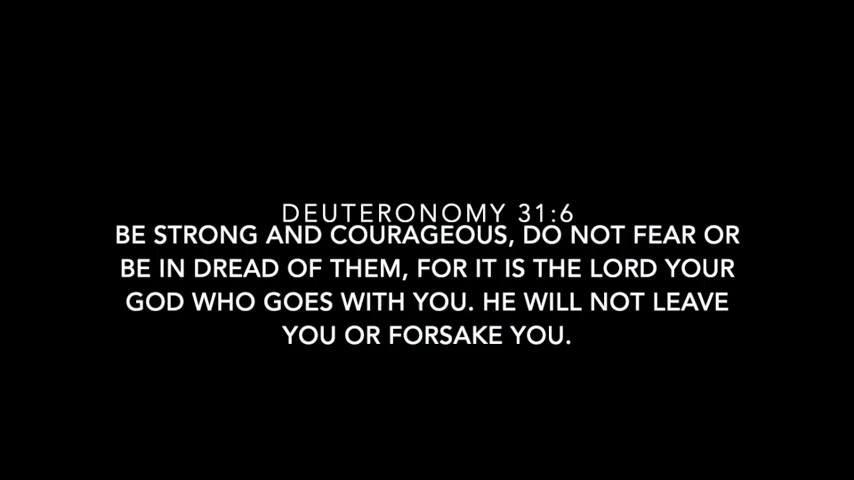 DEUTERONOMY 31:6
BE STRONG AND COURAGEOUS, DO NOT FEAR OR
BE IN DREAD OF THEM, FOR IT IS THE LORD YOUR
GOD WHO GOES WITH YOU. HE WILL NOT LEAVE
YOU OR FORSAKE YOU.